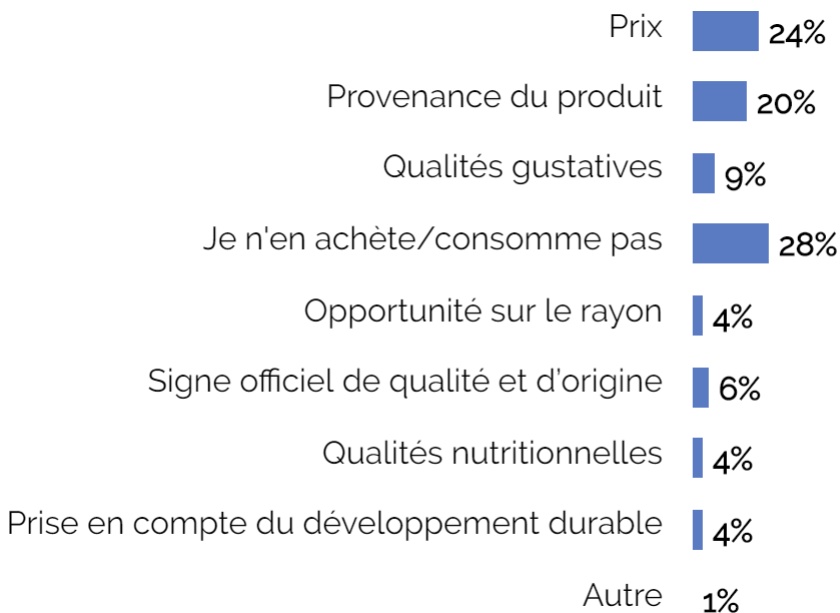 Prix 24%
Provenance du produit 20%
Qualités gustatives 9%
Je n'en achète/consomme pas 28%
Opportunité sur le rayon 4%
Signe officiel de qualité et d’origine 6%
Qualités nutritionnelles 4%
Prise en compte du développement durable 4%
Autre 1%